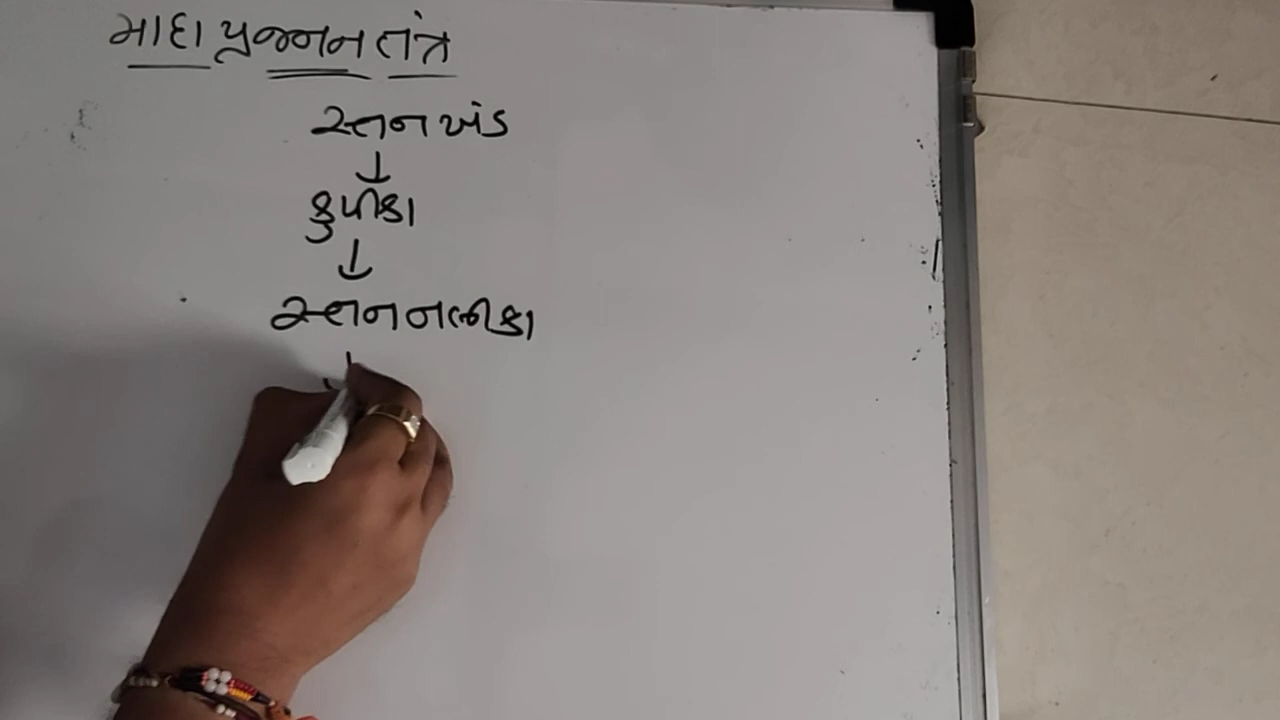 માદા પ્રજનન તંત્ર
સ્તન ખંડ
↓
કુપીકા
↓
સ્તન નલીકા